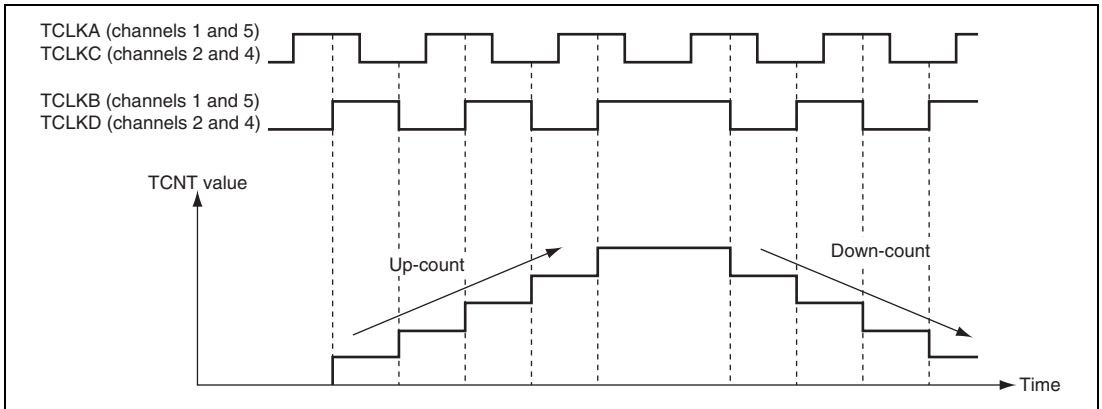 TCLKA (channels 1 and 5)
TCLKC (channels 2 and 4)
TCLKB (channels 1 and 5)
TCLKD (channels 2 and 4)
TCNT value
Up-count
Down-count
Time